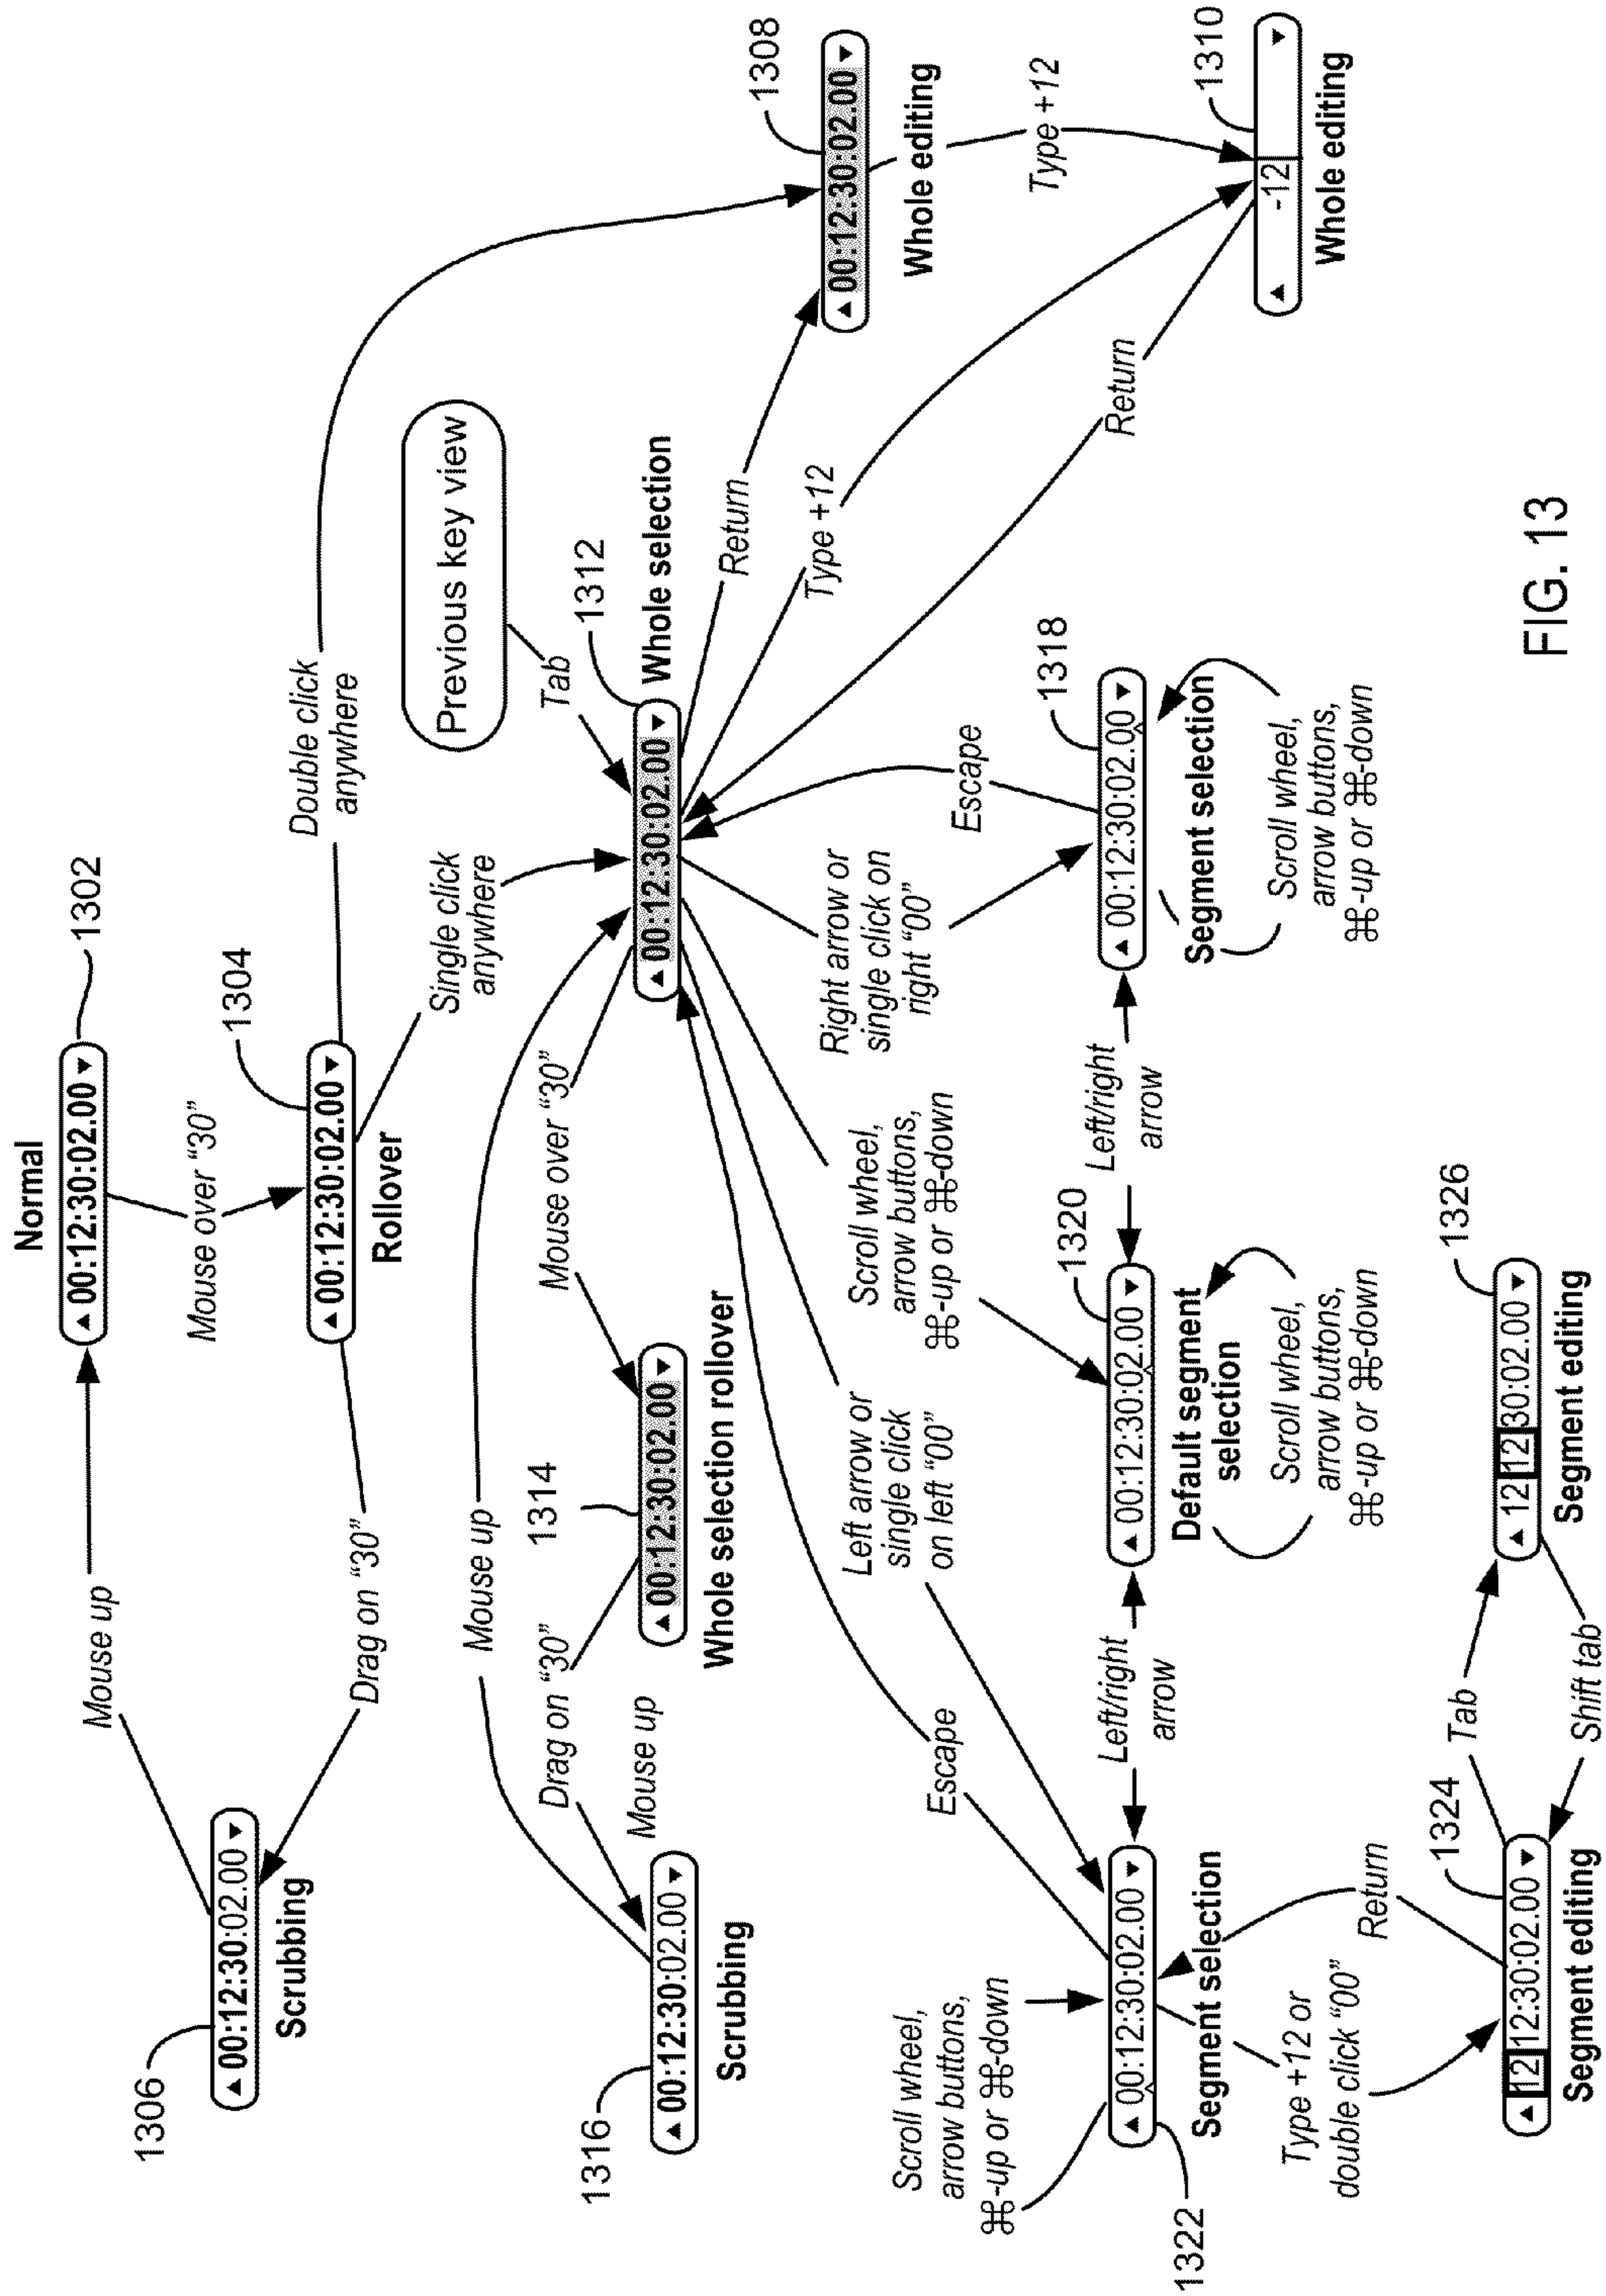 Normal
▲ 00:12:30:02.00 ▼
1302
Mouse up
Mouse over “30”
1304
▲ 00:12:30:02.00 ▼
Rollover
1306
▲ 00:12:30:02.00 ▼
Scrubbing
Drag on “30”
Double click
anywhere
Single click
anywhere
Previous key view
Tab
1312
▲ 00:12:30:02.00 ▼
Whole selection
1308
▲ 00:12:30:02.00 ▼
Whole editing
Type +12
1310
▲ -12 ▼
Whole editing
Return
Type +12
Return
Mouse up
Mouse over “30”
1314
▲ 00:12:30:02.00 ▼
Whole selection rollover
Drag on “30”
Mouse up
1316
▲ 00:12:30:02.00 ▼
Scrubbing
Escape
Left arrow or
single click
on left “00”
Scroll wheel,
arrow buttons,
⌘-up or ⌘-down
Right arrow or
single click on
right “00”
Escape
Scroll wheel,
arrow buttons,
⌘-up or ⌘-down
1322
▲ 00:12:30:02.00 ▼
Segment selection
Left/right
arrow
1320
▲ 00:12:30:02.00 ▼
Default segment
selection
Scroll wheel,
arrow buttons,
⌘-up or ⌘-down
Left/right
arrow
1318
▲ 00:12:30:02.00 ▼
Segment selection
Scroll wheel,
arrow buttons,
⌘-up or ⌘-down
Type +12 or
double click “00”
Return
1324
▲ 12 12:30:02.00 ▼
Segment editing
Tab
Shift tab
1326
▲ 12 12 30:02.00 ▼
Segment editing
FIG. 13